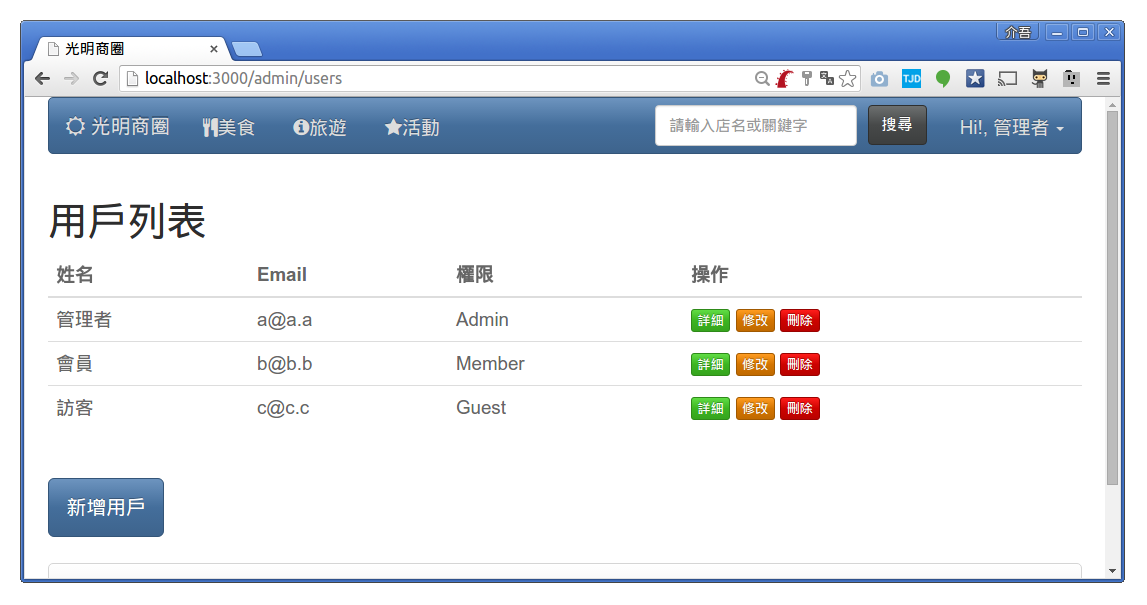 介吾
光明商圈 ×
localhost:3000/admin/users
TJD
光明商圈 美食 旅遊 活動 請輸入店名或關鍵字 搜尋 Hi!, 管理者
用戶列表
姓名 Email 權限 操作
管理者 a@a.a Admin 詳細 修改 刪除
會員 b@b.b Member 詳細 修改 刪除
訪客 c@c.c Guest 詳細 修改 刪除
新增用戶